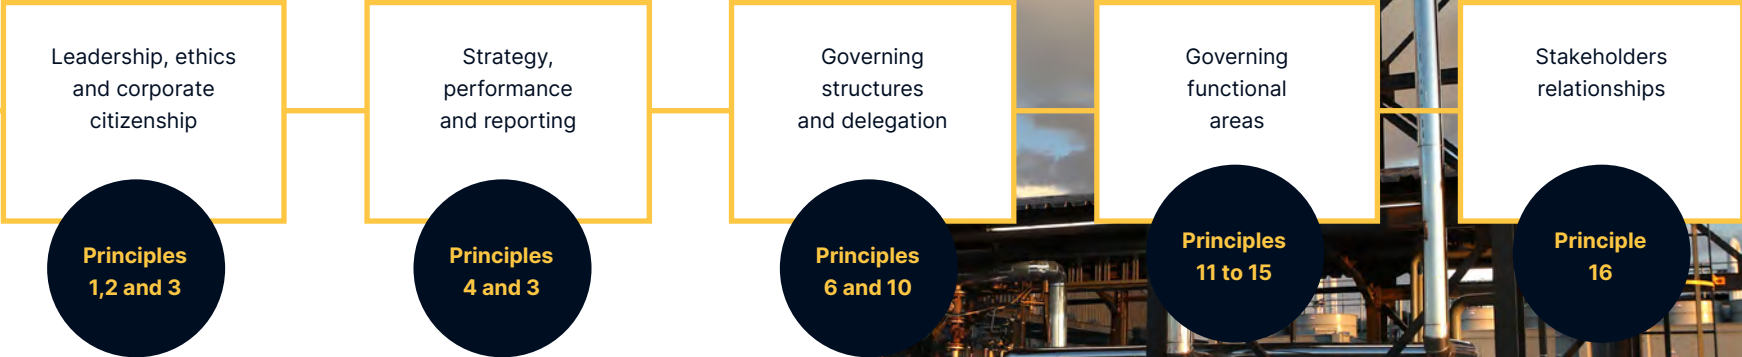 Leadership, ethics
and corporate
citizenship
Principles
1,2 and 3
Strategy,
performance
and reporting
Principles
4 and 3
Governing
structures
and delegation
Principles
6 and 10
Governing
functional
areas
Principles
11 to 15
Stakeholders
relationships
Principle
16